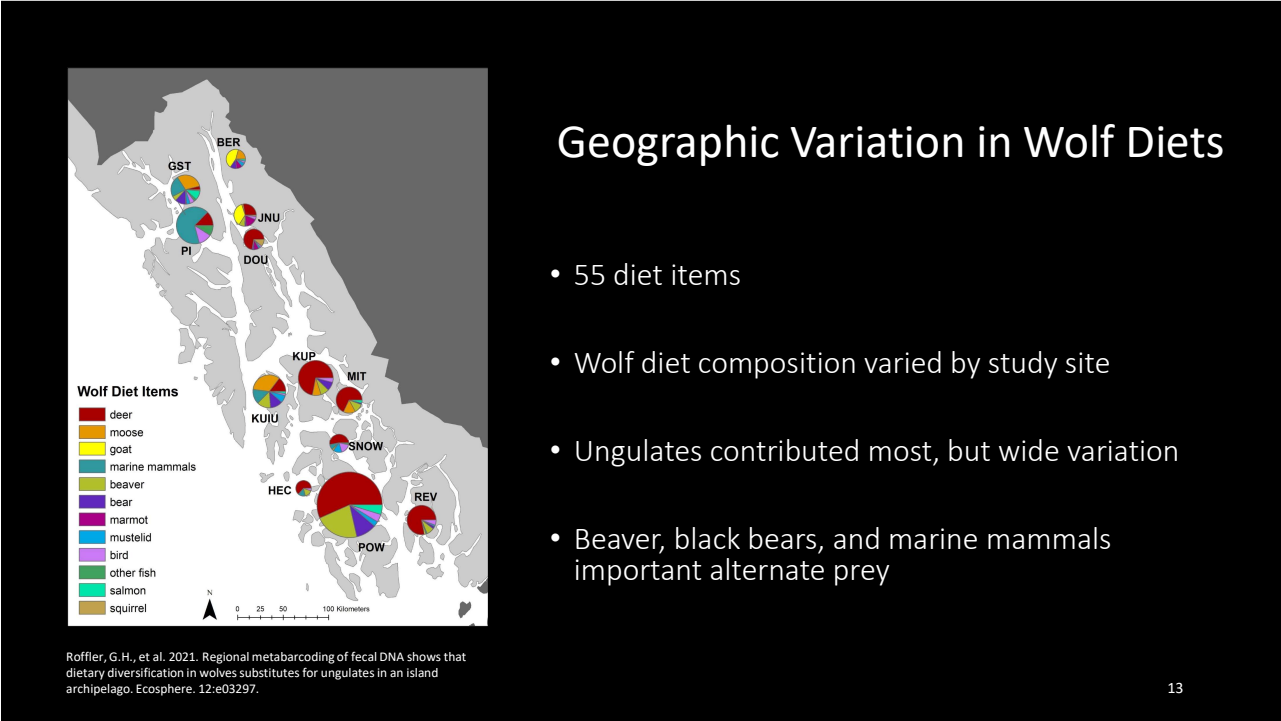 Geographic Variation in Wolf Diets
BER
GST
JNU
PI
DOU
KUP
MIT
KUIU
SNOW
HEC
REV
POW
Wolf Diet Items
deer
moose
goat
marine mammals
beaver
bear
marmot
mustelid
bird
other fish
salmon
squirrel
N
0 25 50 100 Kilometers
• 55 diet items
• Wolf diet composition varied by study site
• Ungulates contributed most, but wide variation
• Beaver, black bears, and marine mammals
important alternate prey
Roffler, G.H., et al. 2021. Regional metabarcoding of fecal DNA shows that
dietary diversification in wolves substitutes for ungulates in an island
archipelago. Ecosphere. 12:e03297.
13